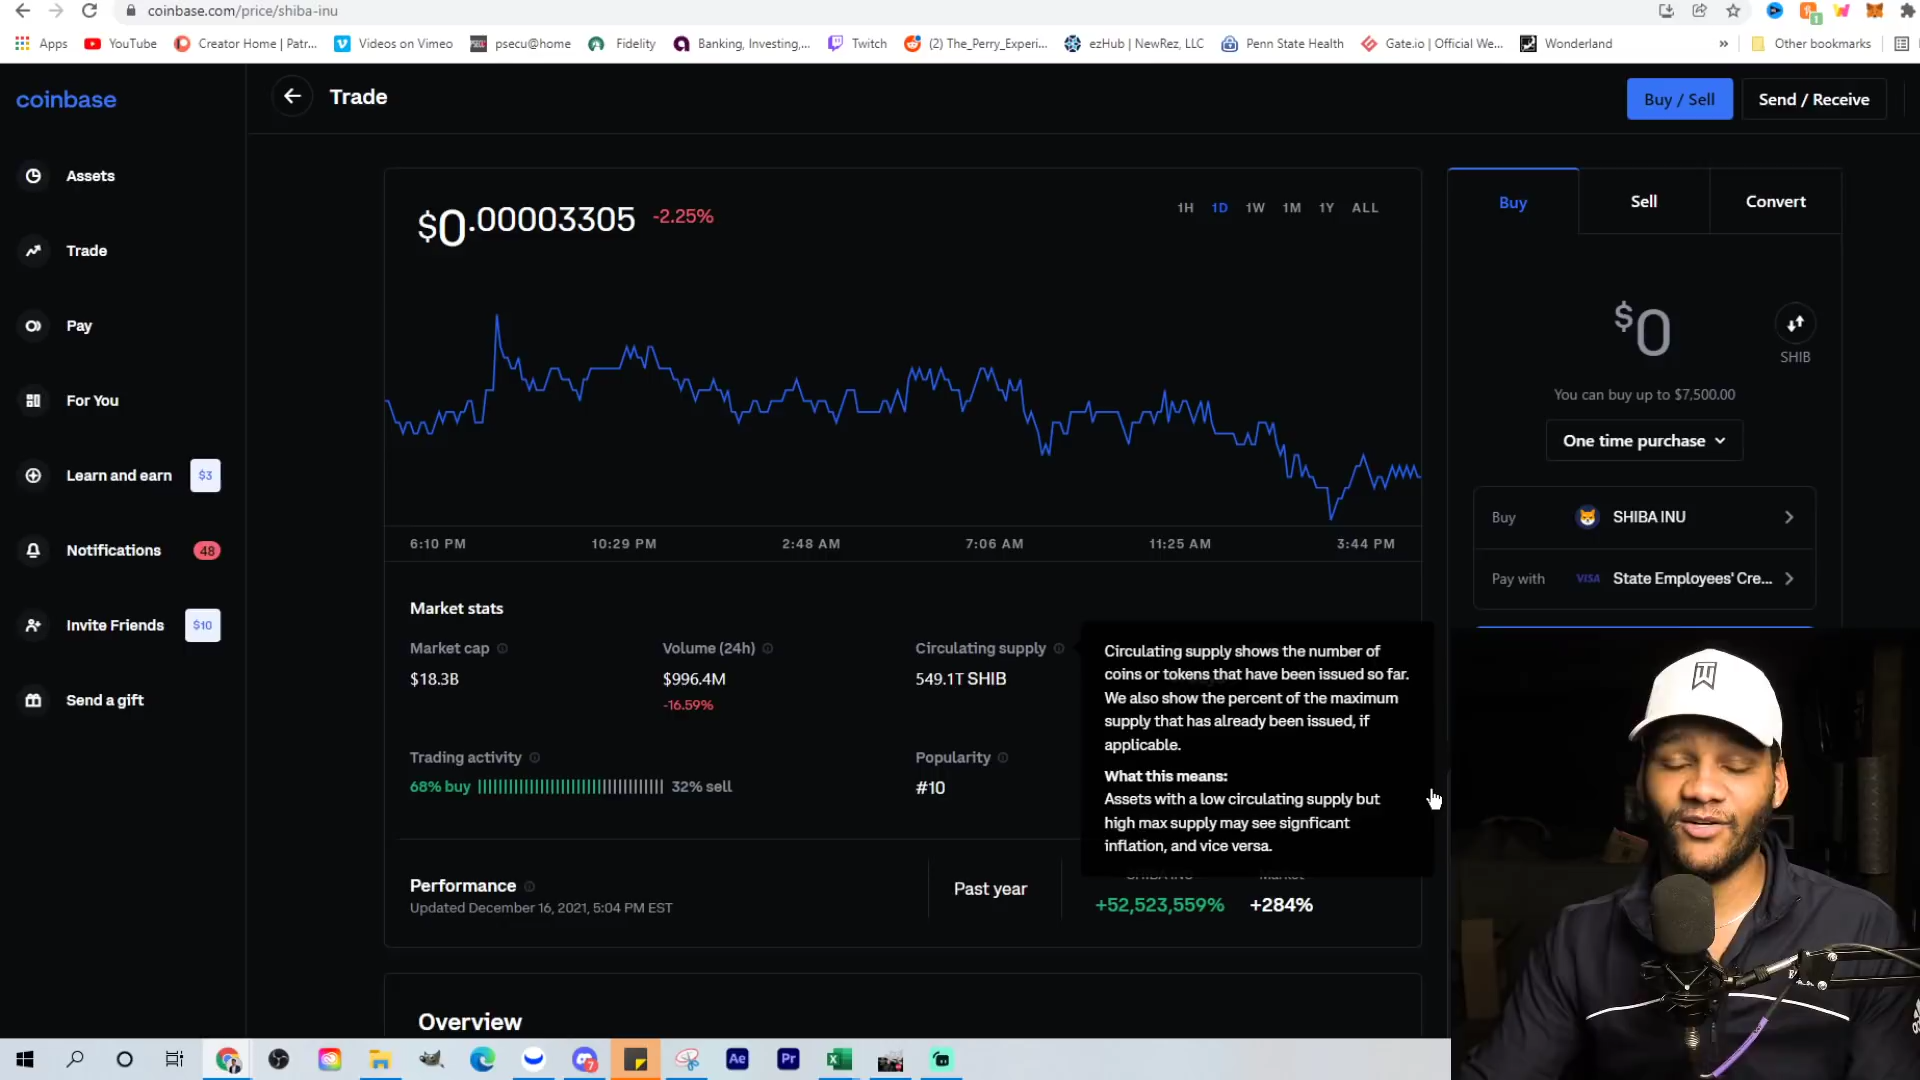 coinbase.com/price/shiba-inu
Apps
YouTube
Creator Home | Patr...
Videos on Vimeo
psecu@home
Fidelity
Banking, Investing,...
Twitch
(2) The_Perry_Experi...
ezHub | NewRez, LLC
Penn State Health
Gate.io | Official We...
Wonderland
»
Other bookmarks
coinbase
Trade
Buy / Sell
Send / Receive
Assets
Trade
Pay
For You
Learn and earn $3
Notifications 48
Invite Friends $10
Send a gift
$0.00003305 -2.25%
1H 1D 1W 1M 1Y ALL
6:10 PM 10:29 PM 2:48 AM 7:06 AM 11:25 AM 3:44 PM
Market stats
Market cap
$18.3B
Volume (24h)
$996.4M
-16.59%
Circulating supply
549.1T SHIB
Trading activity
68% buy 32% sell
Popularity
#10
Circulating supply shows the number of
coins or tokens that have been issued so far.
We also show the percent of the maximum
supply that has already been issued, if
applicable.
What this means:
Assets with a low circulating supply but
high max supply may see signficant
inflation, and vice versa.
Performance
Updated December 16, 2021, 5:04 PM EST
Past year
+52,523,559%
+284%
Overview
Buy Sell Convert
$0
SHIB
You can buy up to $7,500.00
One time purchase
Buy SHIBA INU
Pay with VISA State Employees' Cre...
7
Ae
Pr